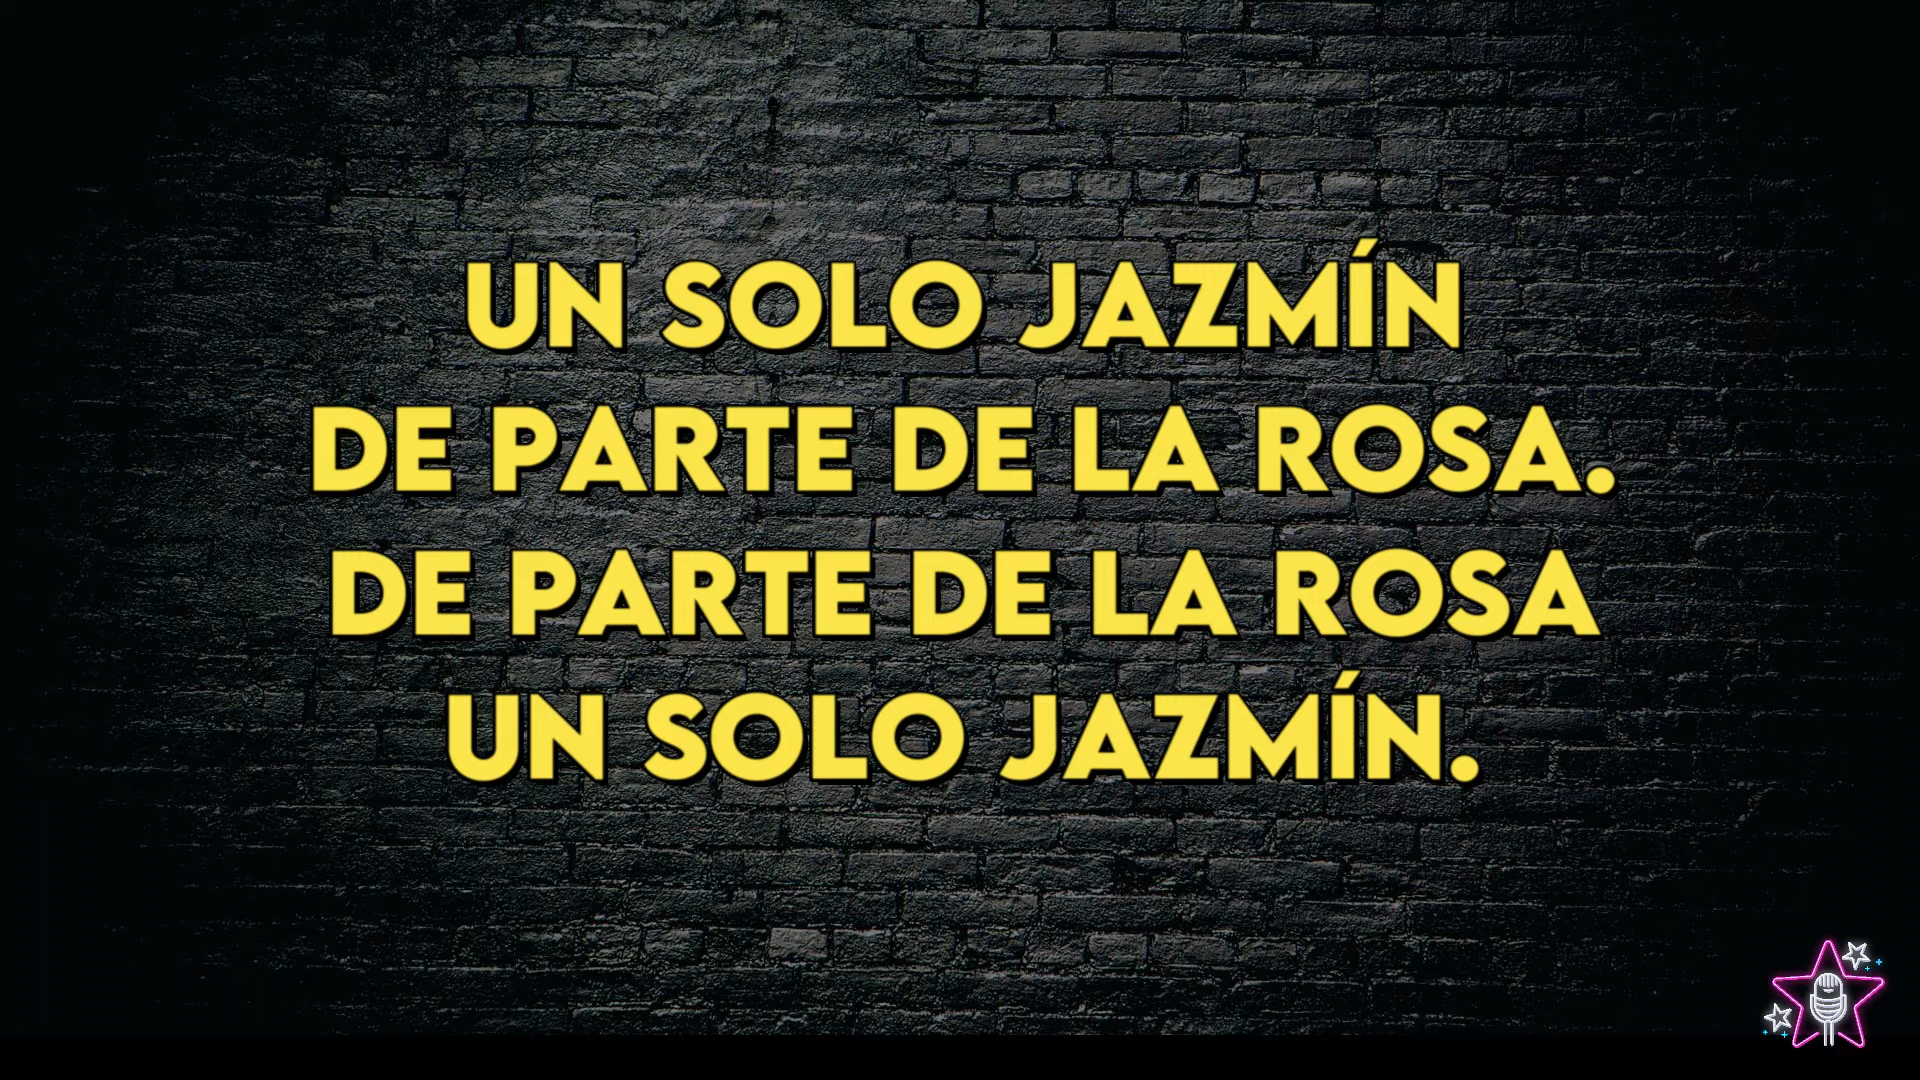 UN SOLO JAZMÍN
DE PARTE DE LA ROSA.
DE PARTE DE LA ROSA
UN SOLO JAZMÍN.